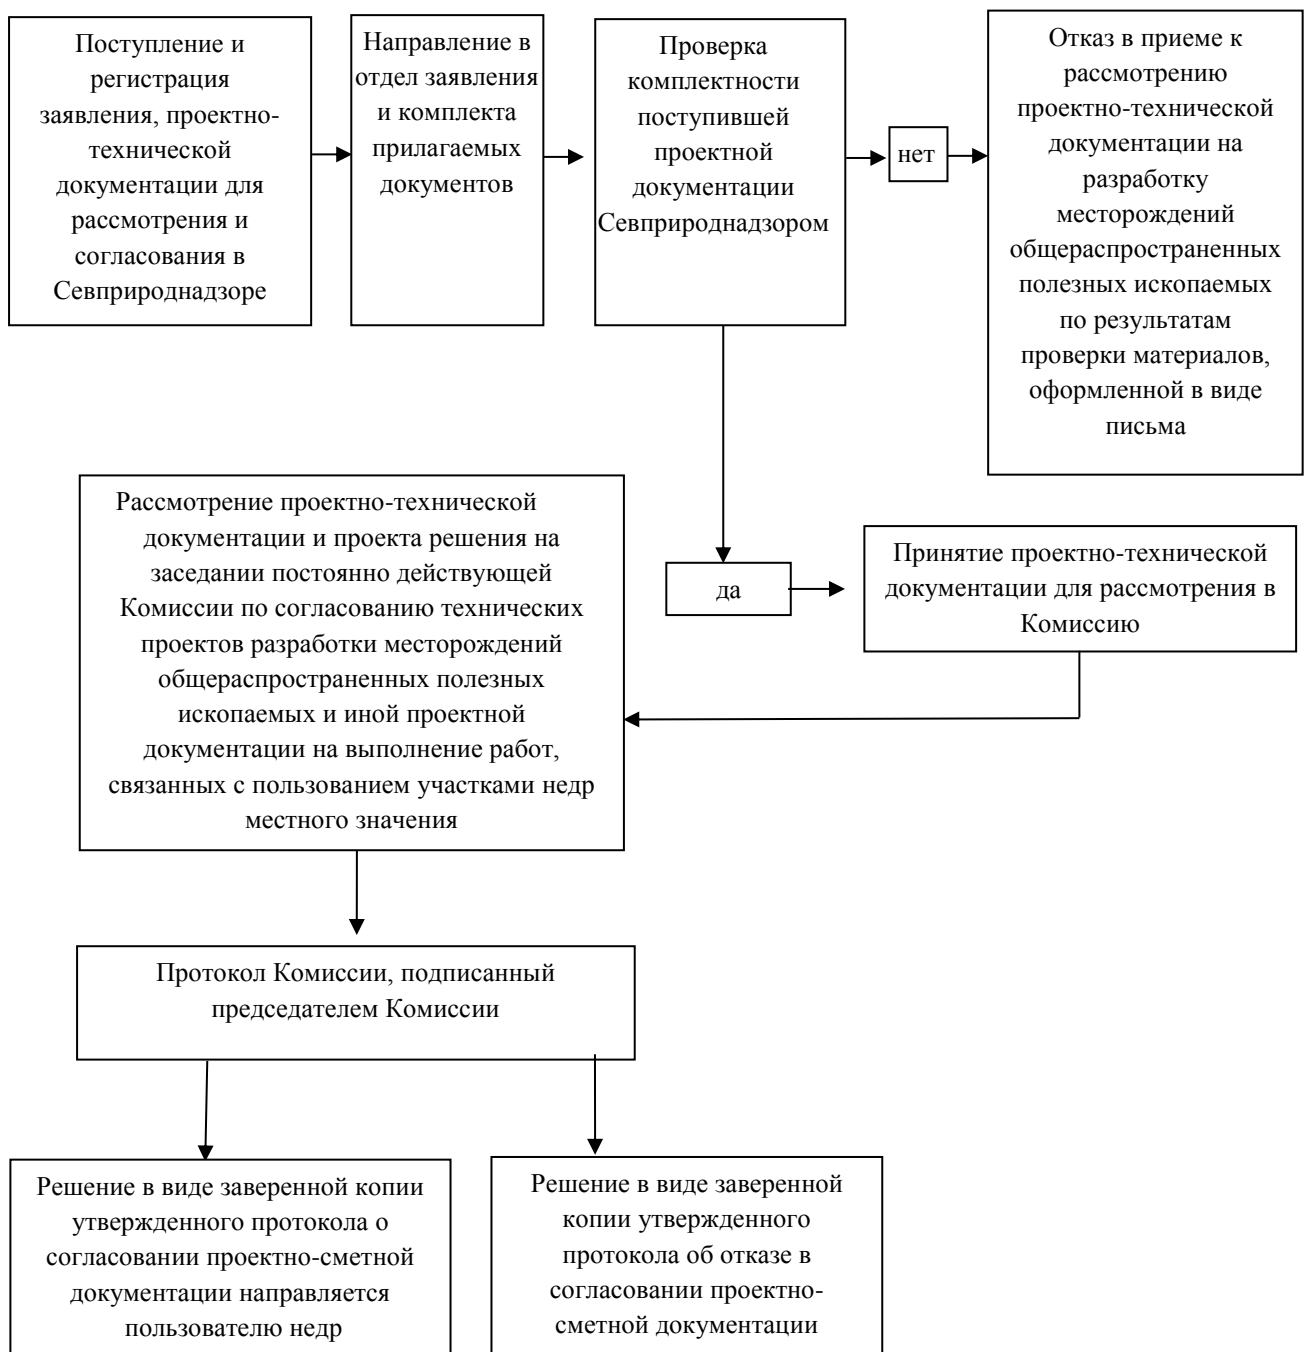 Поступление и
регистрация
заявления, проектно-
технической
документации для
рассмотрения и
согласования в
Севприроднадзоре
Направление в
отдел заявления
и комплекта
прилагаемых
документов
Проверка
комплектности
поступившей
проектной
документации
Севприроднадзором
нет
Отказ в приеме к
рассмотрению
проектно-технической
документации на
разработку
месторождений
общераспространенных
полезных ископаемых
по результатам
проверки материалов,
оформленной в виде
письма
да
Принятие проектно-технической
документации для рассмотрения в
Комиссию
Рассмотрение проектно-технической
документации и проекта решения на
заседании постоянно действующей
Комиссии по согласованию технических
проектов разработки месторождений
общераспространенных полезных
ископаемых и иной проектной
документации на выполнение работ,
связанных с пользованием участками недр
местного значения
Протокол Комиссии, подписанный
председателем Комиссии
Решение в виде заверенной копии
утвержденного протокола о
согласовании проектно-сметной
документации направляется
пользователю недр
Решение в виде заверенной
копии утвержденного
протокола об отказе в
согласовании проектно-
сметной документации